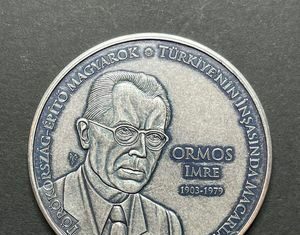 TÖRÖKORSZÁG-ÉPÍTŐ MAGYAROK TÜRKİYE'NİN İNŞASINDA MACARLAR
ORMOS
IMRE
1903-1979